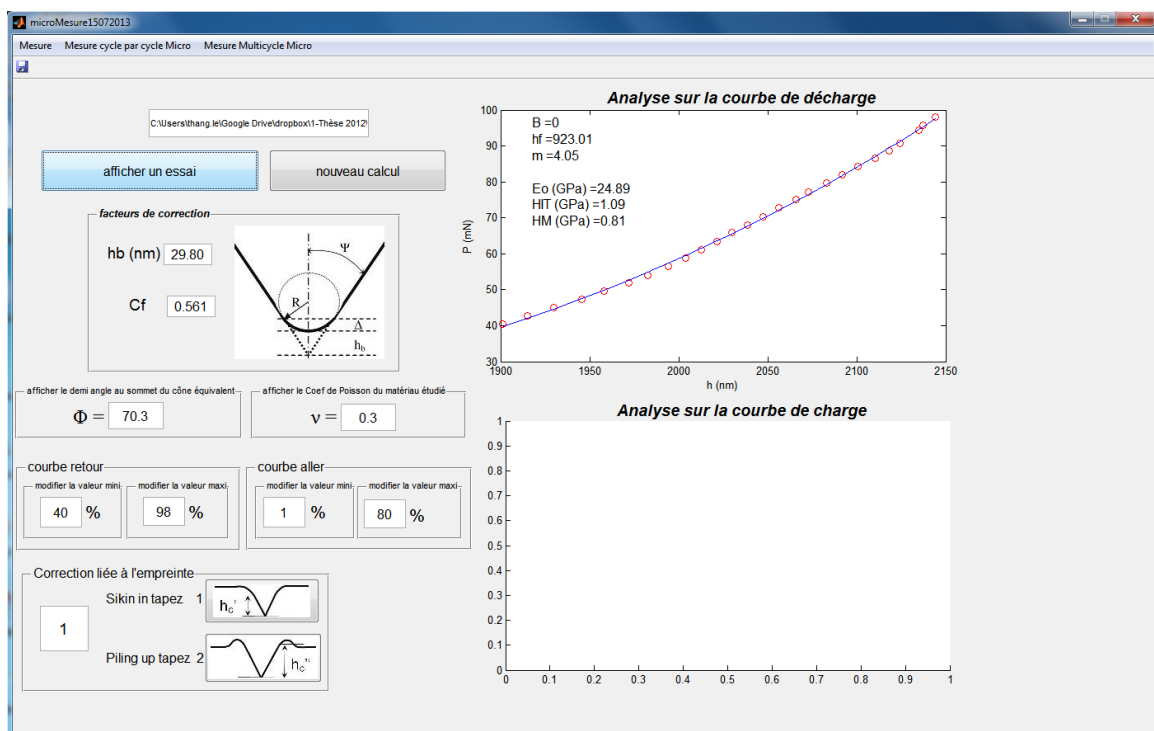 microMesure15072013
Mesure Mesure cycle par cycle Micro Mesure Multicycle Micro
C:\Users\thang.le\Google Drive\dropbox\1-Thèse 2012\
afficher un essai
nouveau calcul
facteurs de correction
hb (nm) 29.80
Cf 0.561
Ψ
R
Δ
h_b
afficher le demi angle au sommet du cône équivalent
Φ = 70.3
afficher le Coef de Poisson du matériau étudié
ν = 0.3
courbe retour
modifier la valeur mini
40 %
modifier la valeur maxi
98 %
courbe aller
modifier la valeur mini
1 %
modifier la valeur maxi
80 %
Correction liée à l'empreinte
1
Sikin in tapez 1
h_c'
Piling up tapez 2
h_c''
Analyse sur la courbe de décharge
B =0
hf =923.01
m =4.05
Eo (GPa) =24.89
HIT (GPa) =1.09
HM (GPa) =0.81
P (mN)
100
90
80
70
60
50
40
30
1900 1950 2000 2050 2100 2150
h (nm)
Analyse sur la courbe de charge
1
0.9
0.8
0.7
0.6
0.5
0.4
0.3
0.2
0.1
0
0 0.1 0.2 0.3 0.4 0.5 0.6 0.7 0.8 0.9 1